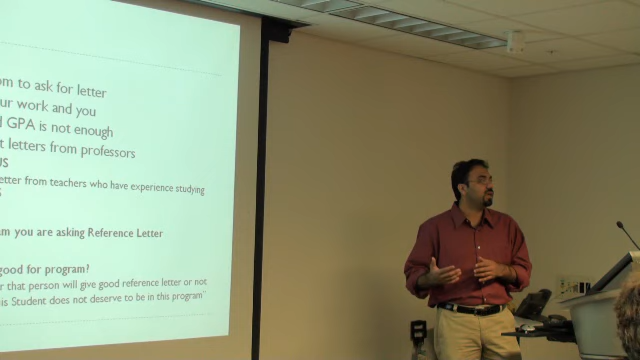 om to ask for letter
ur work and you
l GPA is not enough
t letters from professors
US
etter from teachers who have experience studying
S
m you are asking Reference Letter
good for program?
r that person will give good reference letter or not
is Student does not deserve to be in this program"